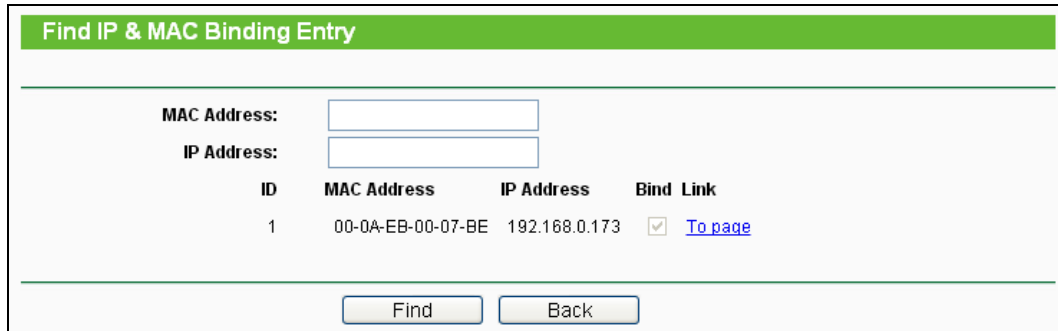 Find IP & MAC Binding Entry
MAC Address:
IP Address:
ID MAC Address IP Address Bind Link
1 00-0A-EB-00-07-BE 192.168.0.173 To page
Find Back